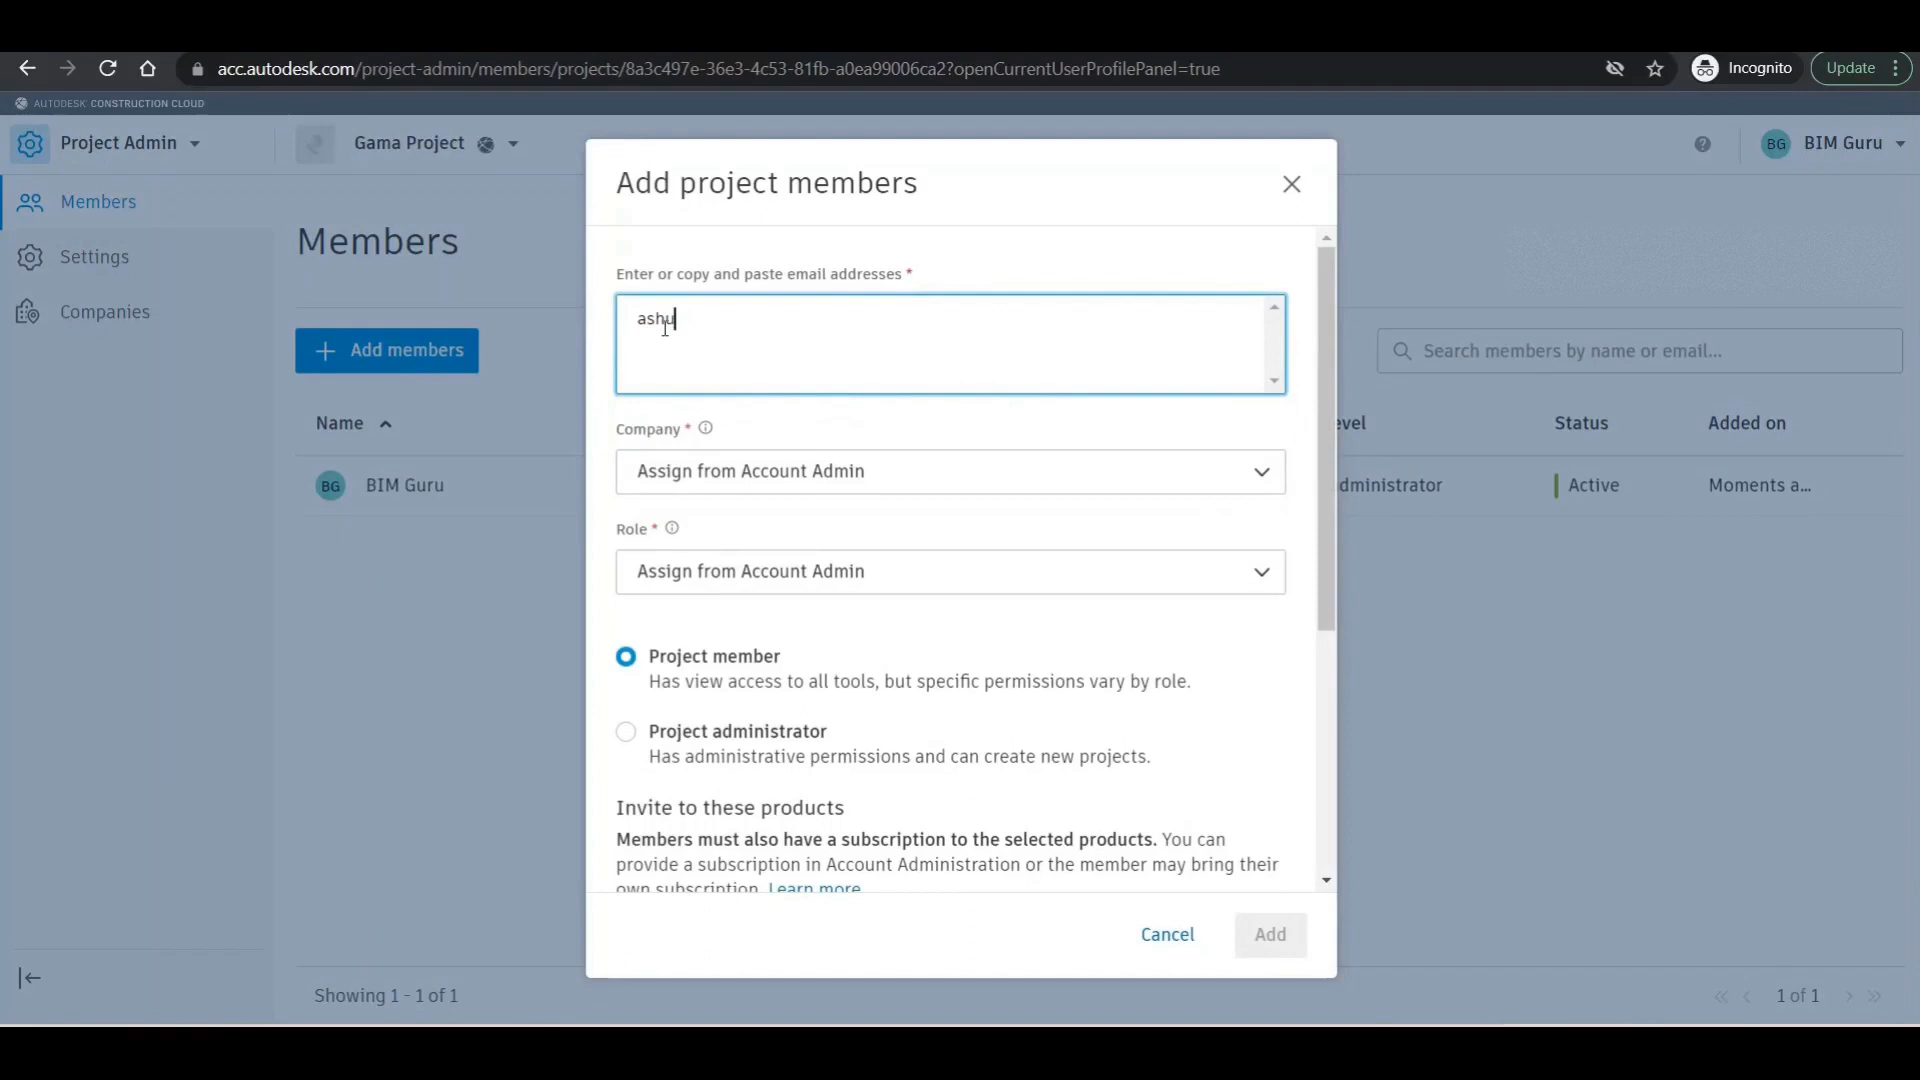 acc.autodesk.com/project-admin/members/projects/8a3c497e-36e3-4c53-81fb-a0ea99006ca2?openCurrentUserProfilePanel=true
Incognito
Update
AUTODESK CONSTRUCTION CLOUD
Project Admin
Gama Project
BG
BIM Guru
Members
Settings
Companies
Members
Add members
Search members by name or email...
Name
evel
Status
Added on
BG
BIM Guru
dministrator
Active
Moments a...
Showing 1 - 1 of 1
1 of 1
Add project members
Enter or copy and paste email addresses *
ashu
Company *
Assign from Account Admin
Role *
Assign from Account Admin
Project member
Has view access to all tools, but specific permissions vary by role.
Project administrator
Has administrative permissions and can create new projects.
Invite to these products
Members must also have a subscription to the selected products. You can
provide a subscription in Account Administration or the member may bring their
own subscription. Learn more
Cancel
Add